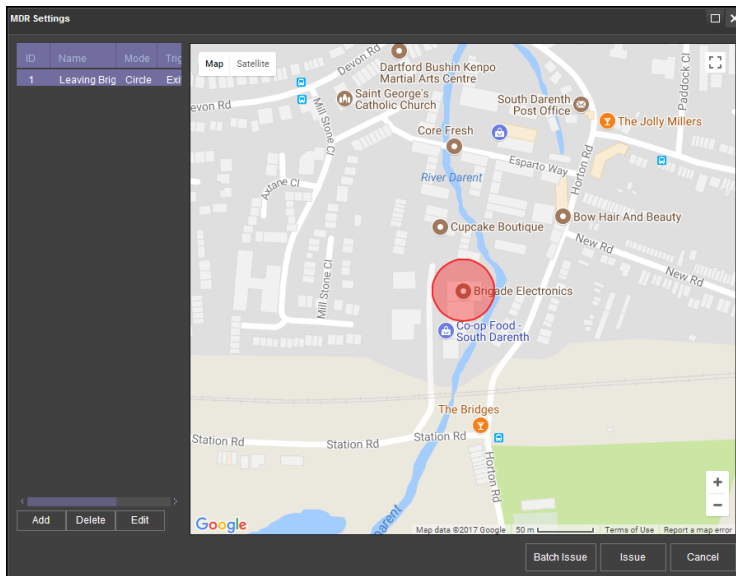 MDR Settings
ID Name Mode Trig
1 Leaving Brig Circle Exi
Map Satellite
Devon Rd
Dartford Bushin Kenpo
Martial Arts Centre
Saint George's
Catholic Church
evon Rd
Mill Stone Cl
South Darenth
Post Office
Paddock Cl
The Jolly Millers
Core Fresh
Esparto Way
Horton Rd
River Darent
Axtane Cl
Cupcake Boutique
Bow Hair And Beauty
New Rd
New Rd
Mill Stone Cl
Brigade Electronics
Co-op Food -
South Darenth
The Bridges
Station Rd
Station Rd
Station Rd
Horton Rd
arent
Add Delete Edit
Google
Map data ©2017 Google 50 m Terms of Use Report a map error
+
−
Batch Issue Issue Cancel